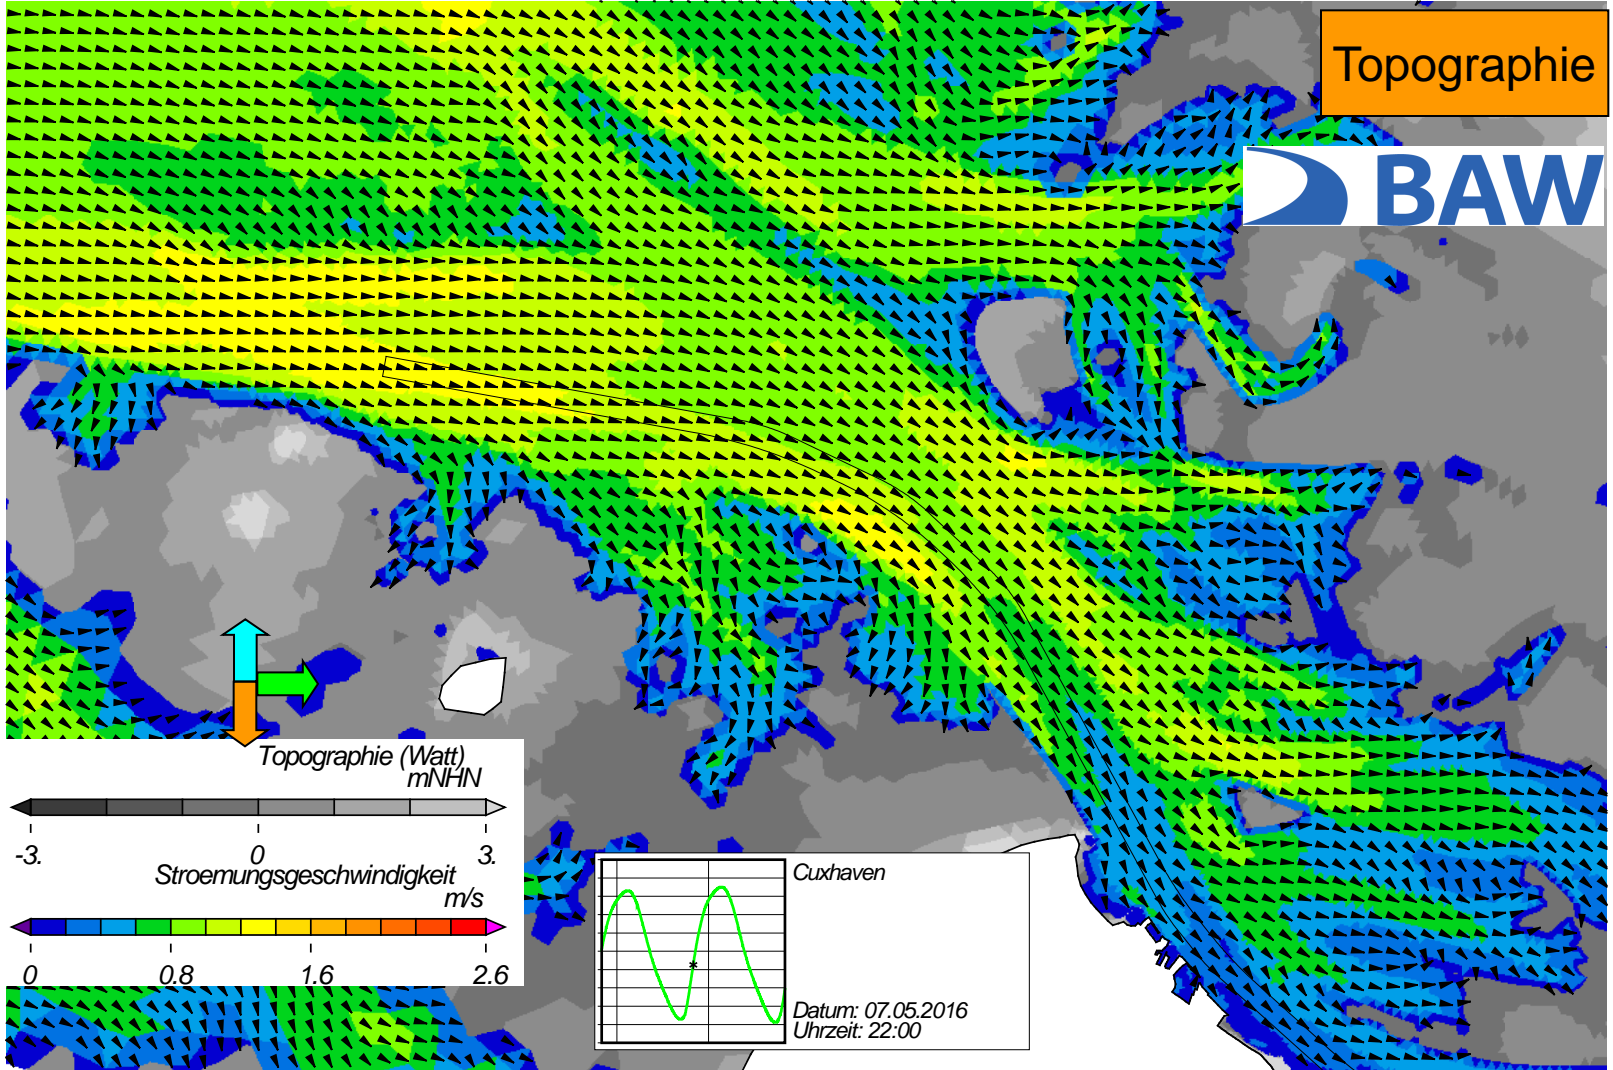 Topographie
BAW
Topographie (Watt)
mNHN
-3. 0 3.
Stroemungsgeschwindigkeit
m/s
0 0.8 1.6 2.6
Cuxhaven
Datum: 07.05.2016
Uhrzeit: 22:00